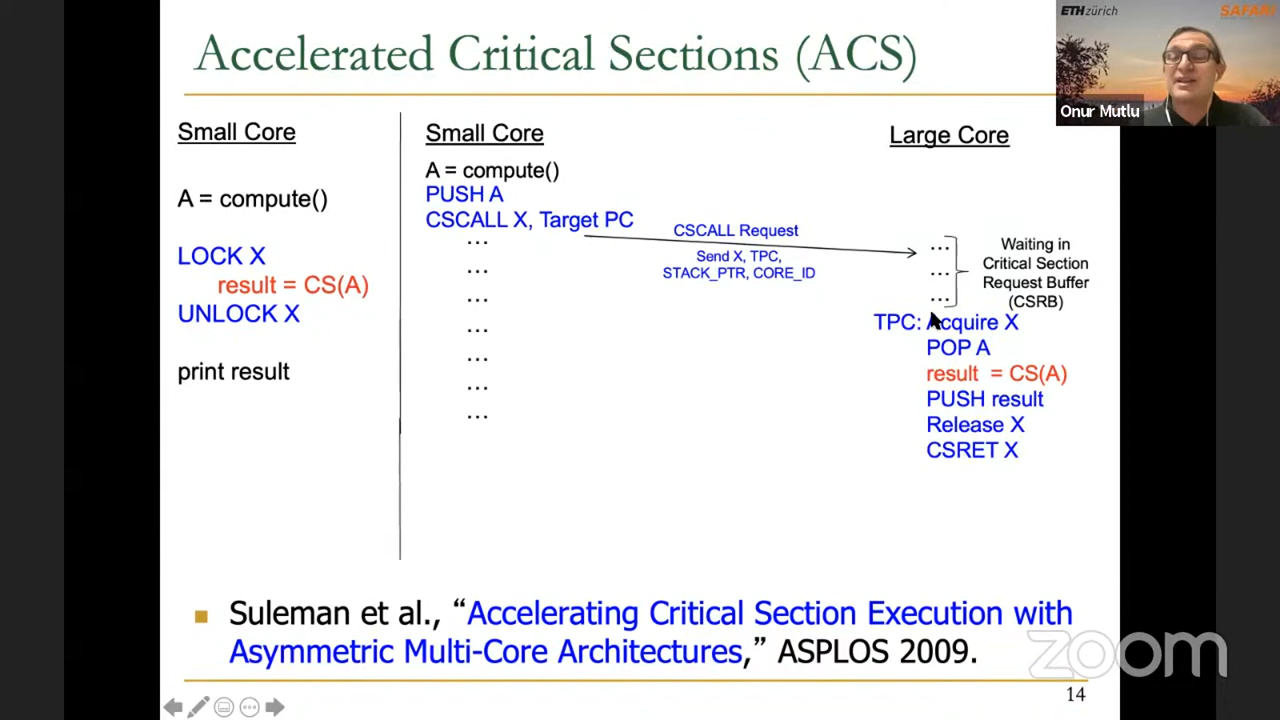 Accelerated Critical Sections (ACS)
ETH zürich
SAFARI
Onur Mutlu
Small Core
A = compute()
LOCK X
result = CS(A)
UNLOCK X
print result
Small Core
A = compute()
PUSH A
CSCALL X, Target PC
...
...
...
...
...
...
...
CSCALL Request
Send X, TPC,
STACK_PTR, CORE_ID
Large Core
...
...
...
Waiting in
Critical Section
Request Buffer
(CSRB)
TPC: Acquire X
POP A
result = CS(A)
PUSH result
Release X
CSRET X
Suleman et al., “Accelerating Critical Section Execution with
Asymmetric Multi-Core Architectures,” ASPLOS 2009.
zoom
14